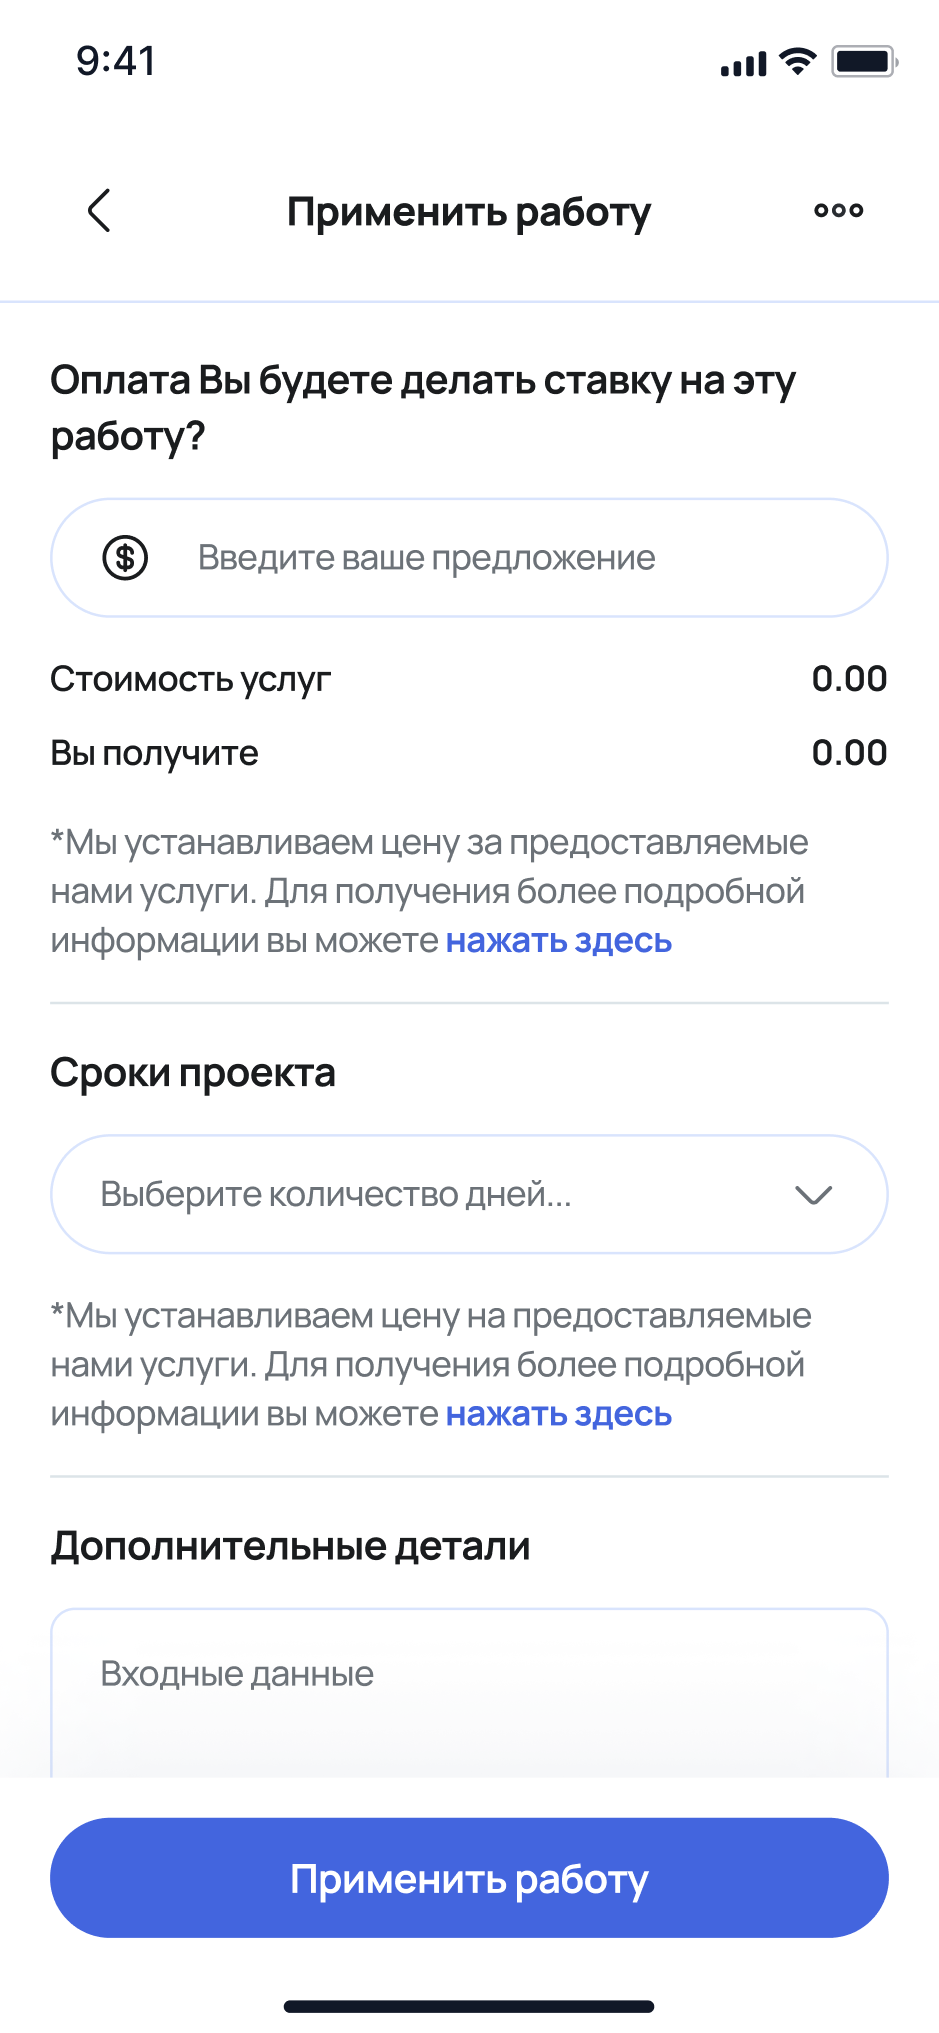 9:41
Применить работу
Оплата Вы будете делать ставку на эту
работу?
Введите ваше предложение
Стоимость услуг 0.00
Вы получите 0.00
*Мы устанавливаем цену за предоставляемые
нами услуги. Для получения более подробной
информации вы можете нажать здесь
Сроки проекта
Выберите количество дней...
*Мы устанавливаем цену на предоставляемые
нами услуги. Для получения более подробной
информации вы можете нажать здесь
Дополнительные детали
Входные данные
Применить работу